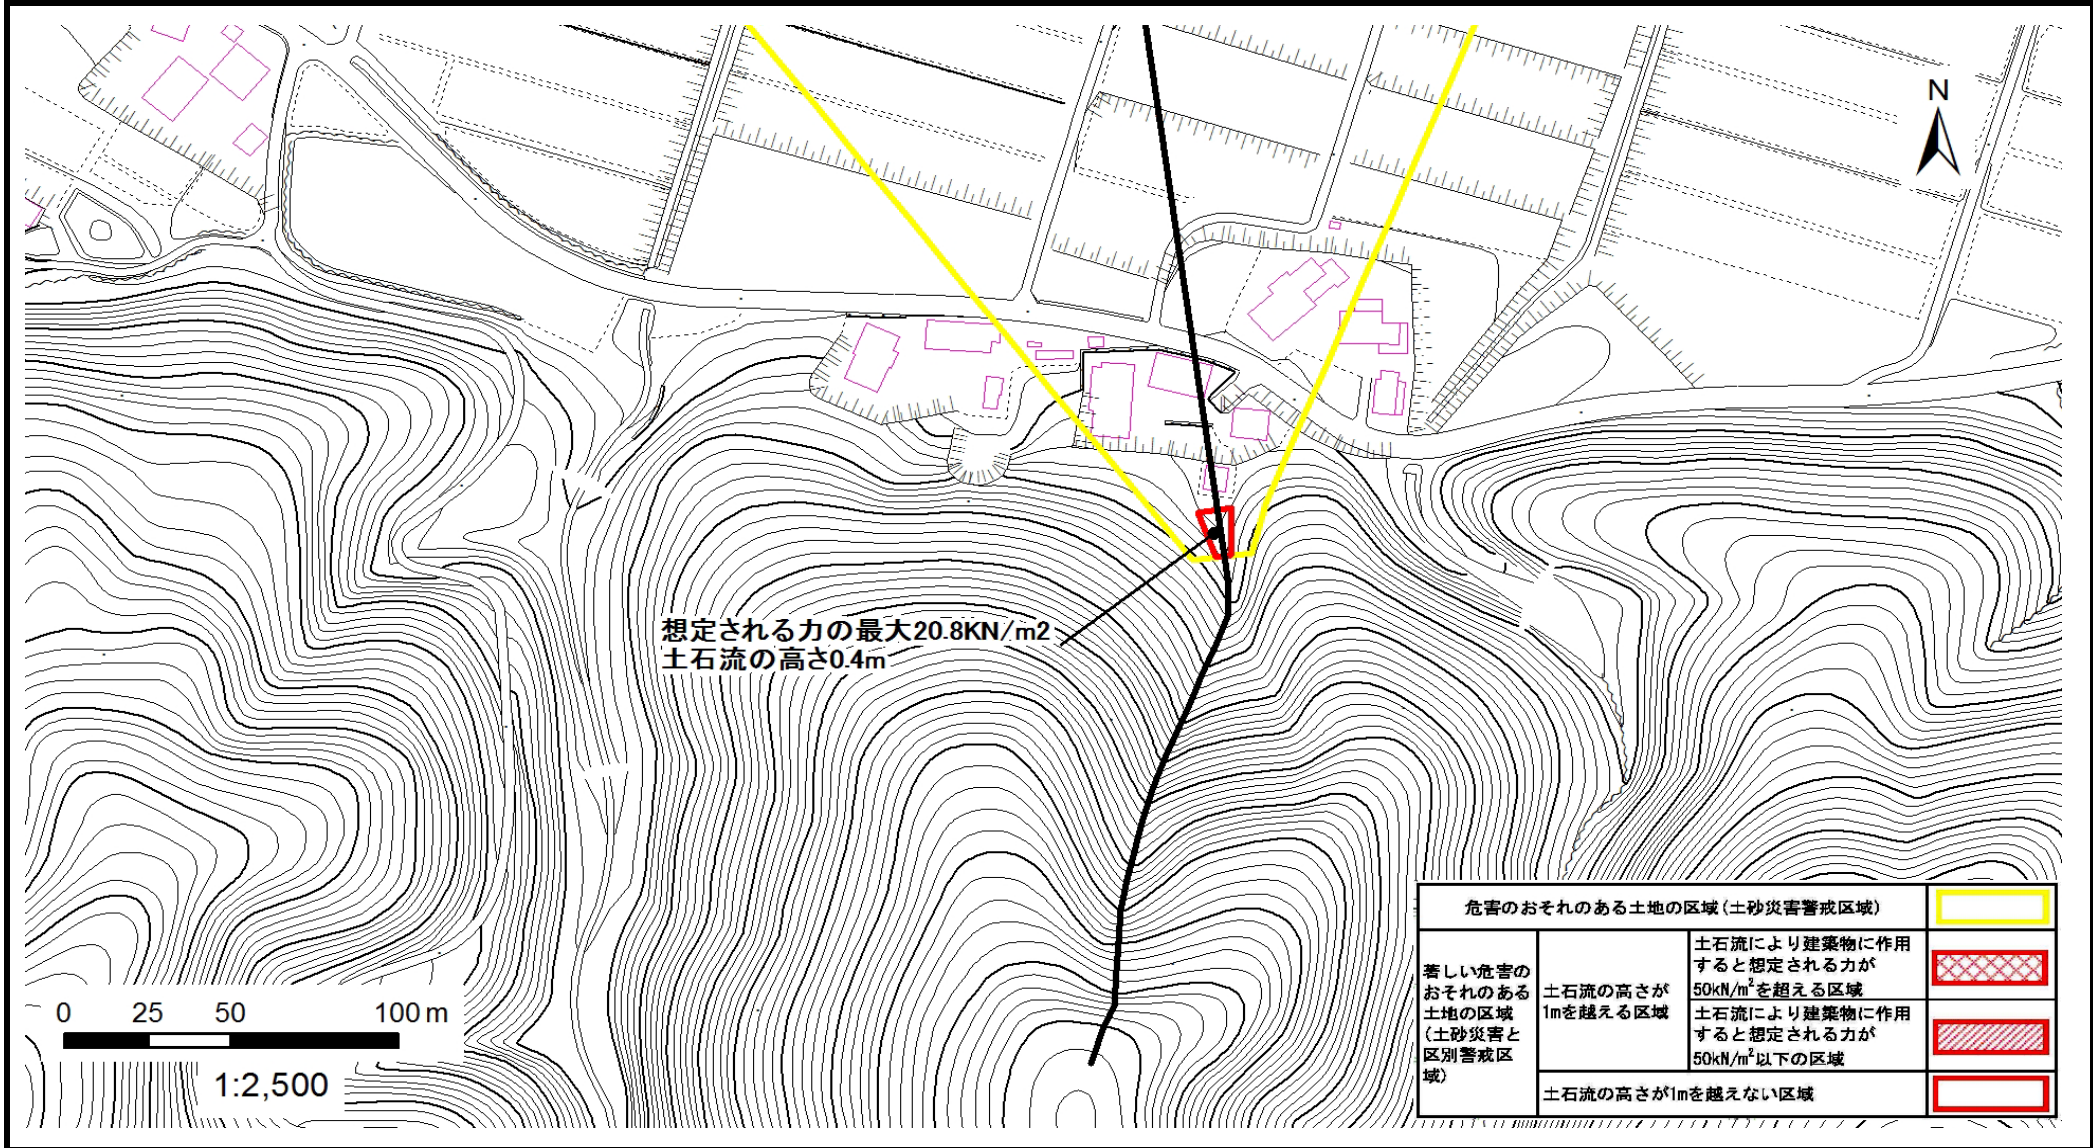 N
想定される力の最大20.8KN/m2
土石流の高さ0.4m
0 25 50 100 m
1:2,500
危害のおそれのある土地の区域(土砂災害警戒区域)
著しい危害の
おそれのある
土地の区域
(土砂災害と
区別警戒区
域)
土石流の高さが
1mを越える区域
土石流により建築物に作用
すると想定される力が
50kN/m²を超える区域
土石流により建築物に作用
すると想定される力が
50kN/m²以下の区域
土石流の高さが1mを越えない区域